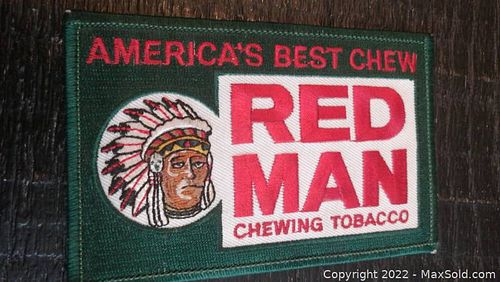 AMERICA'S BEST CHEW
RED
MAN
CHEWING TOBACCO
Copyright © 2022 - MaxSold.com